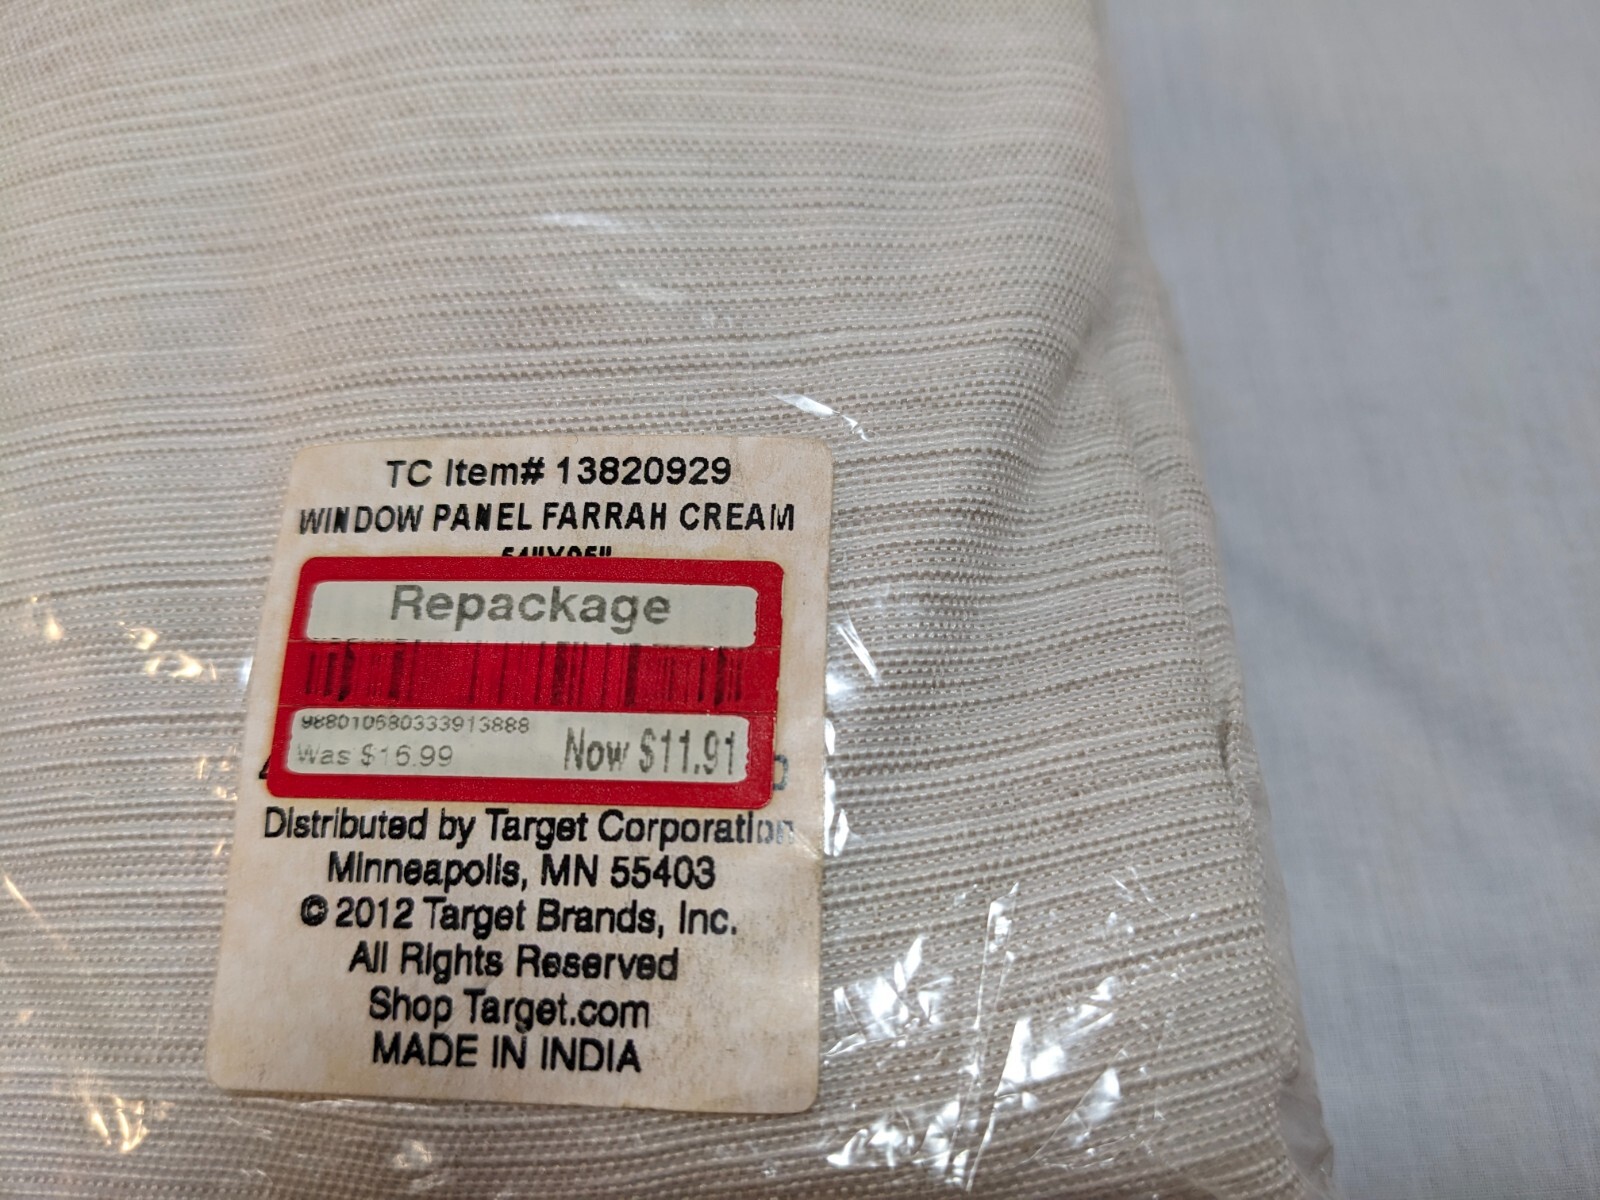 TC Item# 13820929
WINDOW PANEL FARRAH CREAM
Repackage
988010680333913888
Was $16.99
Now $11.91
Distributed by Target Corporation
Minneapolis, MN 55403
© 2012 Target Brands, Inc.
All Rights Reserved
Shop Target.com
MADE IN INDIA